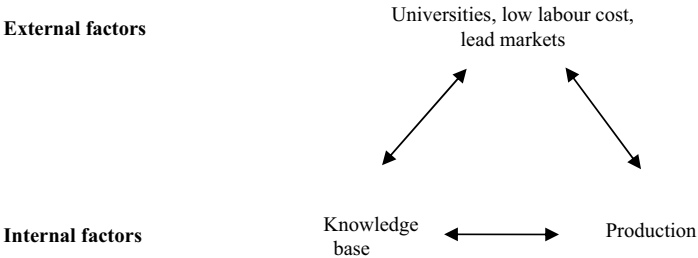 External factors
Universities, low labour cost,
lead markets
Internal factors
Knowledge
base
Production